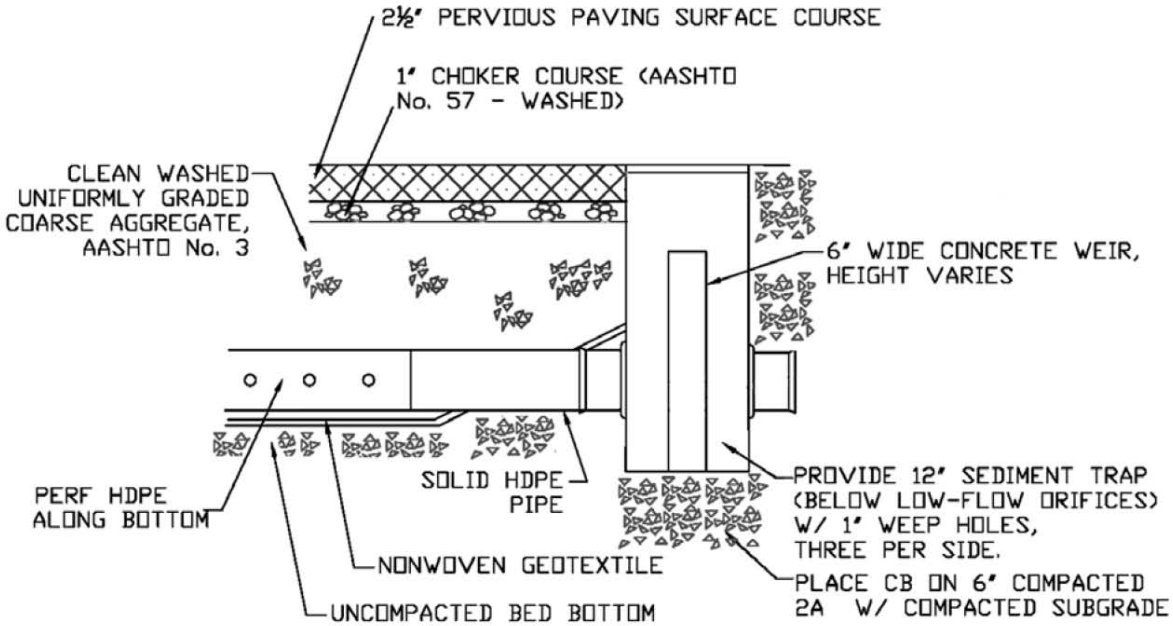 2½" PERVIOUS PAVING SURFACE COURSE
1" CHOKER COURSE (AASHTO
No. 57 - WASHED)
CLEAN WASHED
UNIFORMLY GRADED
COARSE AGGREGATE,
AASHTO No. 3
6" WIDE CONCRETE WEIR,
HEIGHT VARIES
PERF HDPE
ALONG BOTTOM
SOLID HDPE
PIPE
PROVIDE 12" SEDIMENT TRAP
(BELOW LOW-FLOW ORIFICES)
W/ 1" WEEP HOLES,
THREE PER SIDE.
NONWOVEN GEOTEXTILE
UNCOMPACTED BED BOTTOM
PLACE CB ON 6" COMPACTED
2A W/ COMPACTED SUBGRADE